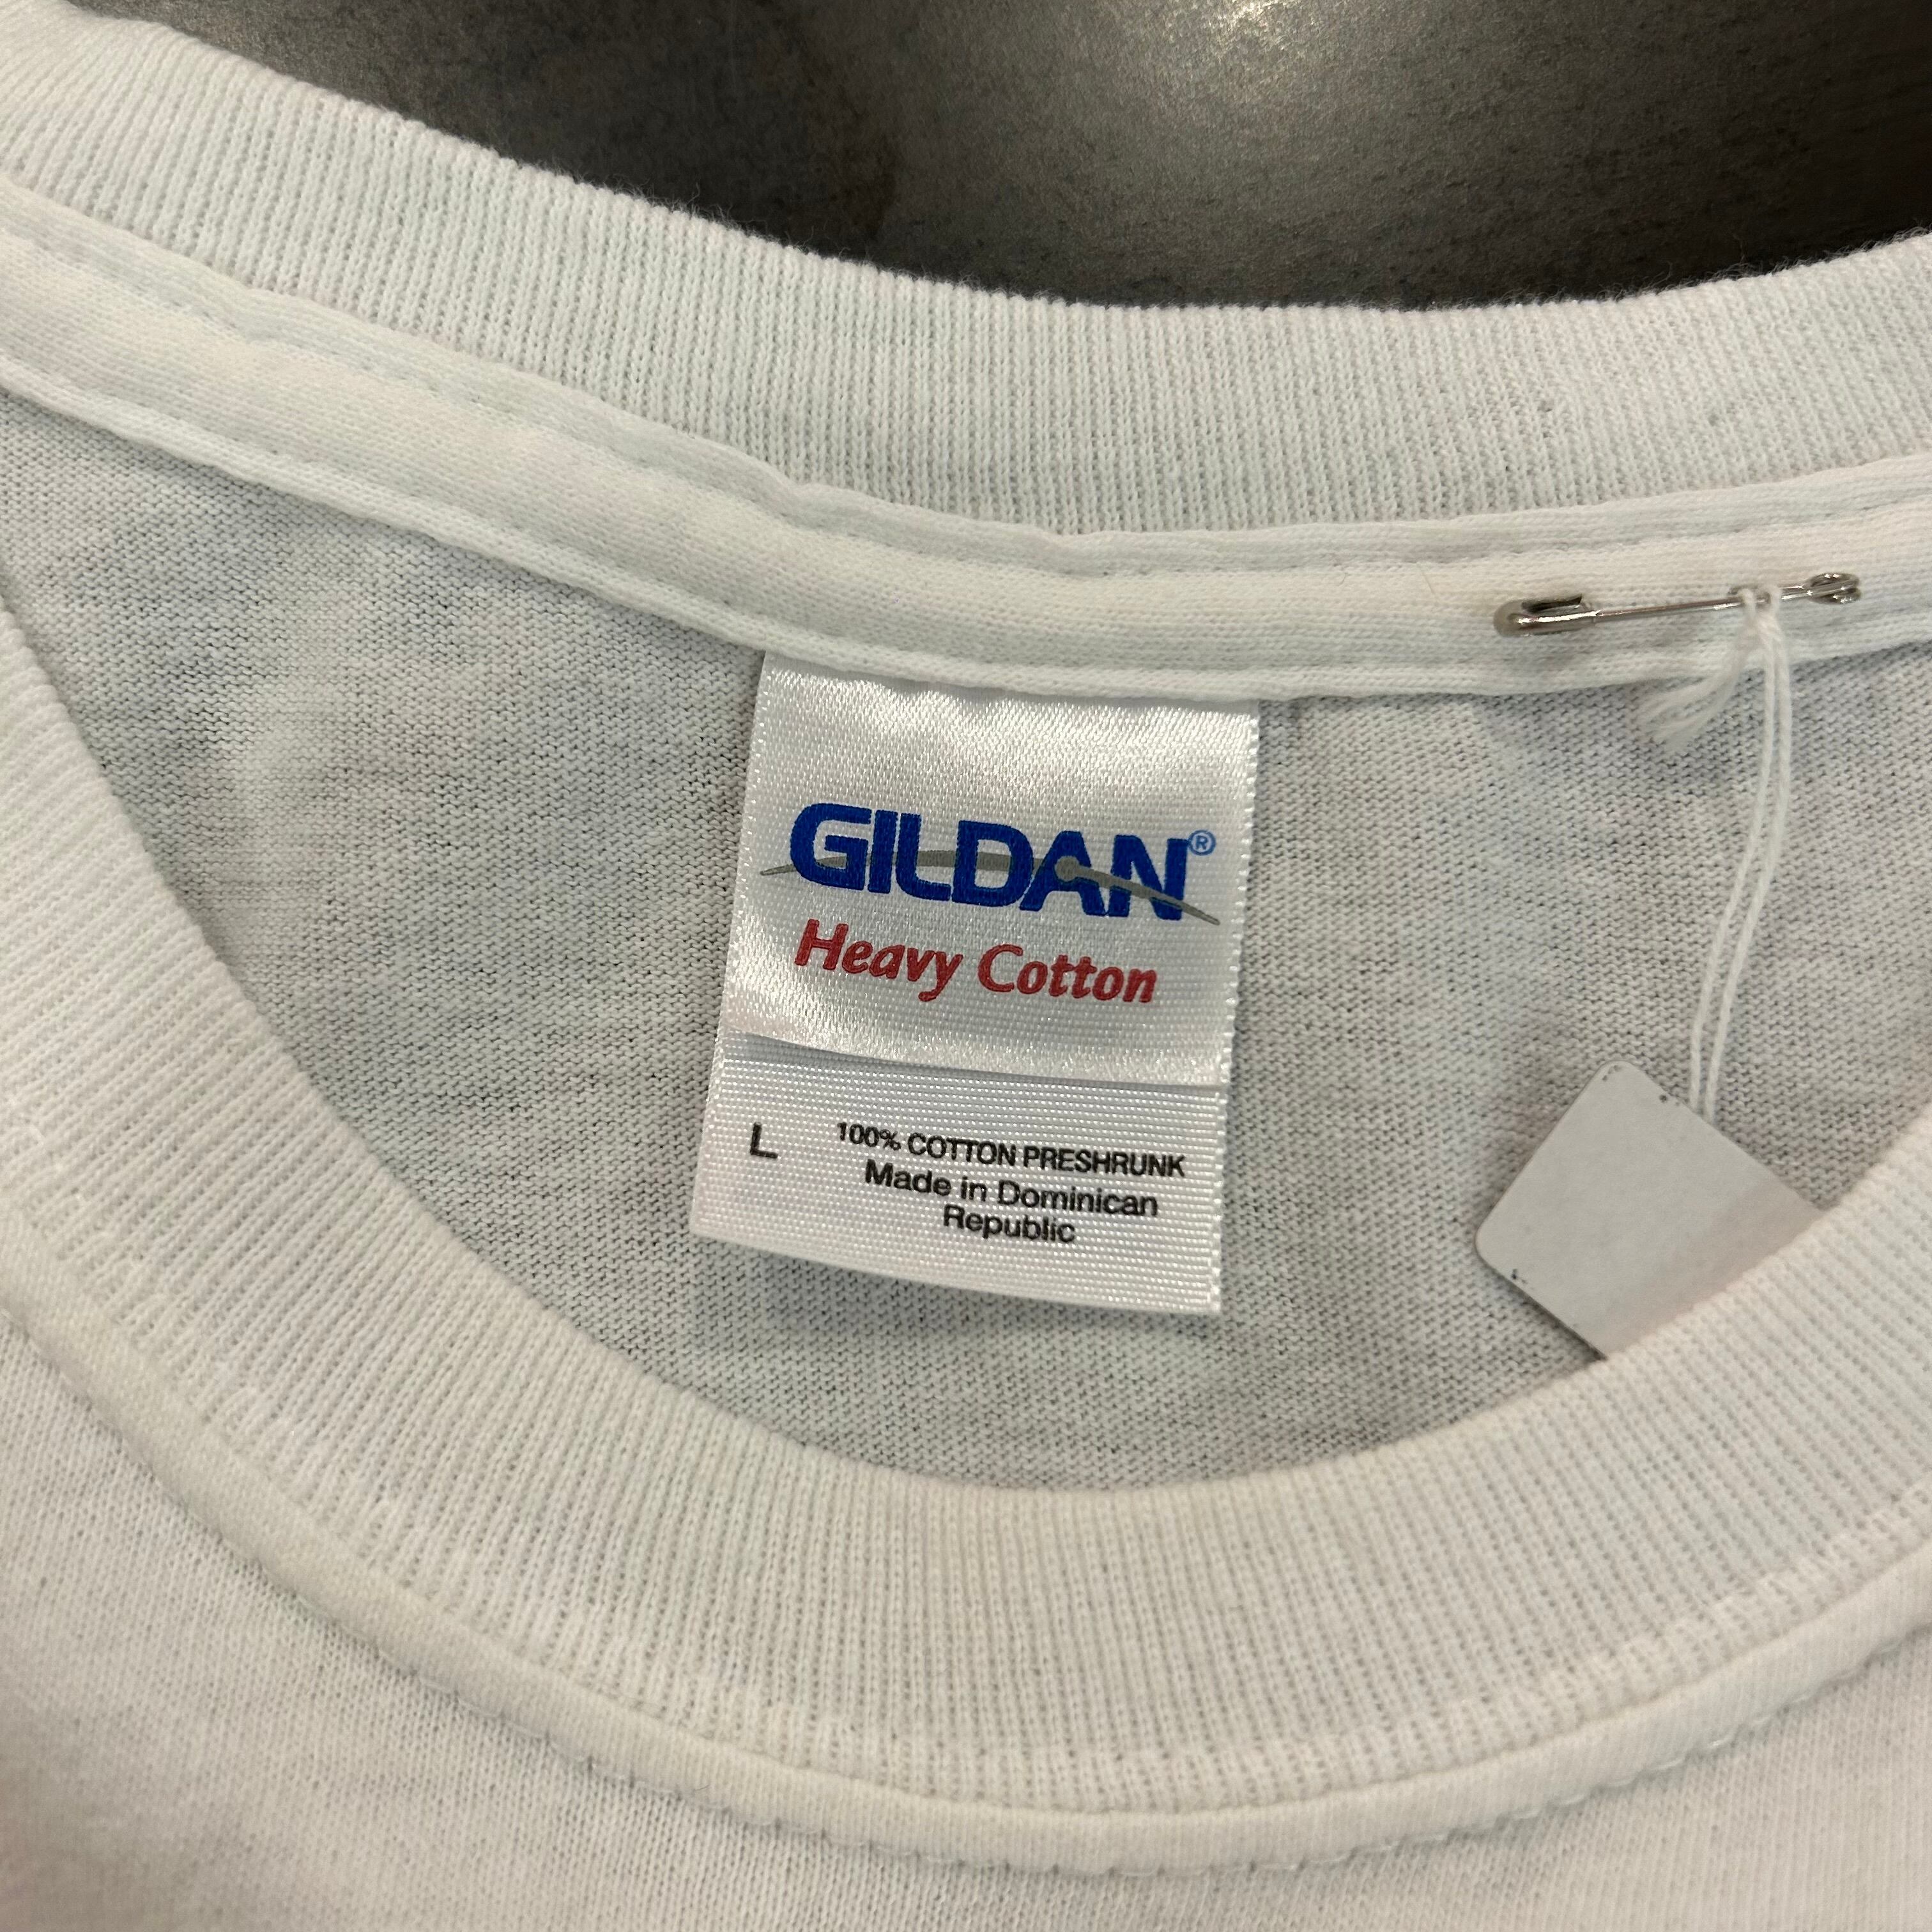 GILDAN®
Heavy Cotton
L 100% COTTON PRESHRUNK
Made in Dominican
Republic